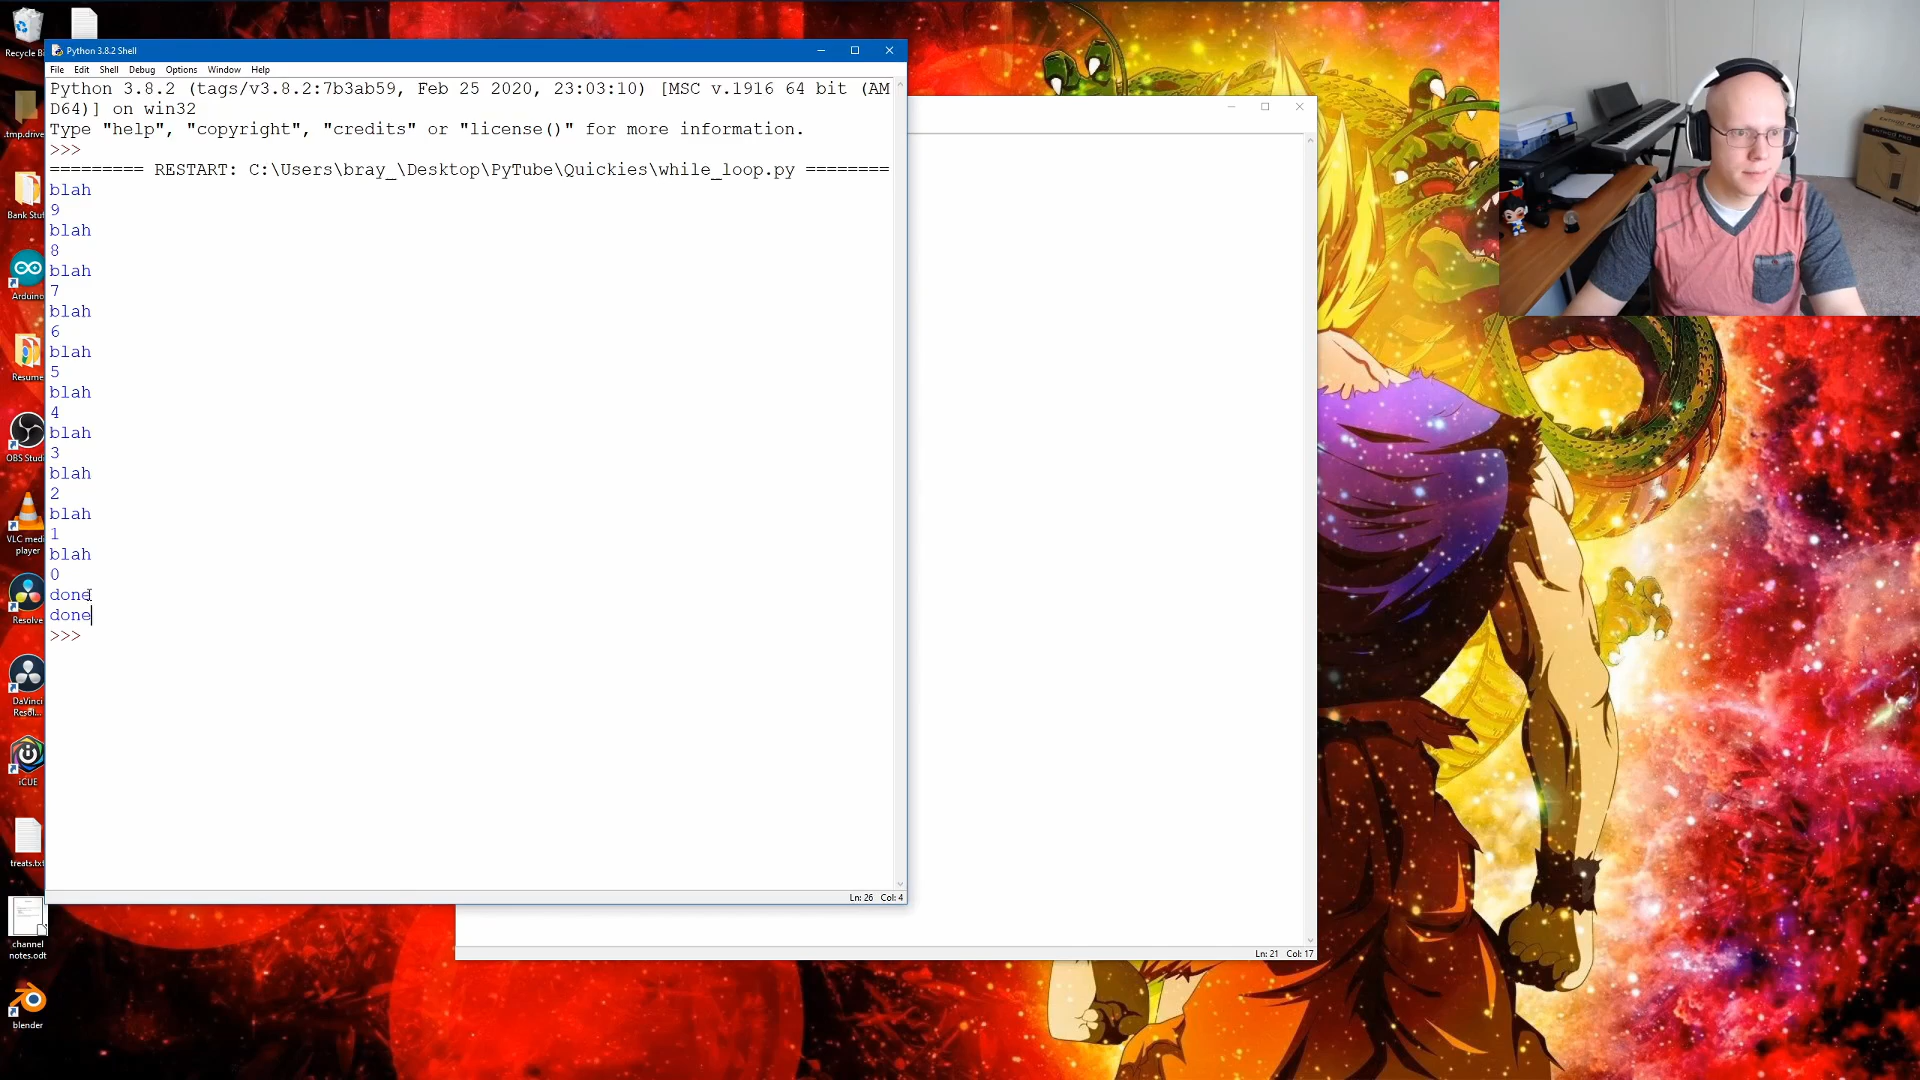 Recycle Bi
Python 3.8.2 Shell
File Edit Shell Debug Options Window Help
Python 3.8.2 (tags/v3.8.2:7b3ab59, Feb 25 2020, 23:03:10) [MSC v.1916 64 bit (AM
D64)] on win32
Type "help", "copyright", "credits" or "license()" for more information.
>>>
========= RESTART: C:\Users\bray_\Desktop\PyTube\Quickies\while_loop.py ========
blah
9
blah
8
blah
7
blah
6
blah
5
blah
4
blah
3
blah
2
blah
1
blah
0
done
done
>>>
Ln: 26 Col: 4
Ln: 21 Col: 17
.tmp.drive
Bank Stuf
Arduino
Resume
OBS Studi
VLC medi
player
Resolve
DaVinci
Resol...
iCUE
treats.txt
channel
notes.odt
blender